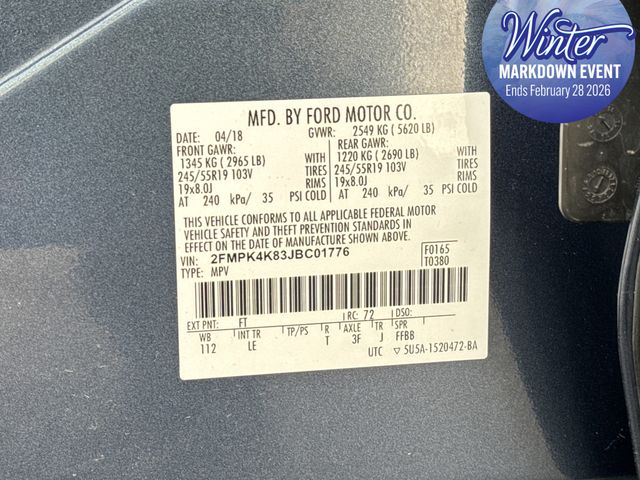 Winter
MARKDOWN EVENT
Ends February 28 2026
MFD. BY FORD MOTOR CO.
DATE: 04/18 GVWR: 2549 KG ( 5620 LB)
FRONT GAWR: REAR GAWR:
1345 KG ( 2965 LB) WITH 1220 KG ( 2690 LB) WITH
245/55R19 103V TIRES 245/55R19 103V TIRES
19x8.0J RIMS 19x8.0J RIMS
AT 240 kPa/ 35 PSI COLD AT 240 kPa/ 35 PSI COLD
THIS VEHICLE CONFORMS TO ALL APPLICABLE FEDERAL MOTOR
VEHICLE SAFETY AND THEFT PREVENTION STANDARDS IN
EFFECT ON THE DATE OF MANUFACTURE SHOWN ABOVE.
VIN: 2FMPK4K83JBC01776 F0165
TYPE: MPV T0380
EXT PNT: FT RC: 72 DSO:
WB INT TR TP/PS R AXLE TR SPR
112 LE T 3F J FFBB
UTC ▽ 5U5A-1520472-BA